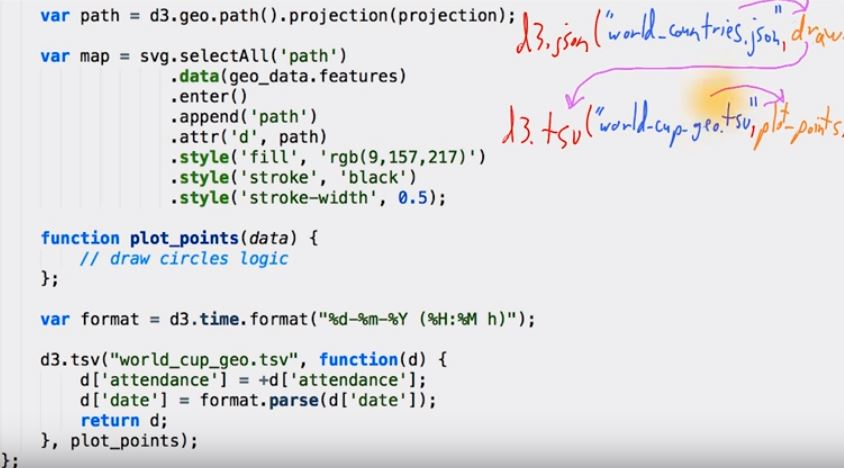 var path = d3.geo.path().projection(projection);
d3.json("world_countries.json, draw
var map = svg.selectAll('path')
.data(geo_data.features)
.enter()
.append('path')
.attr('d', path)
.style('fill', 'rgb(9,157,217)')
.style('stroke', 'black')
.style('stroke-width', 0.5);
d3.tsv("world-cup-geo.tsv", plot-points,
function plot_points(data) {
// draw circles logic
};
var format = d3.time.format("%d-%m-%Y (%H:%M h)");
d3.tsv("world_cup_geo.tsv", function(d) {
d['attendance'] = +d['attendance'];
d['date'] = format.parse(d['date']);
return d;
}, plot_points);
};